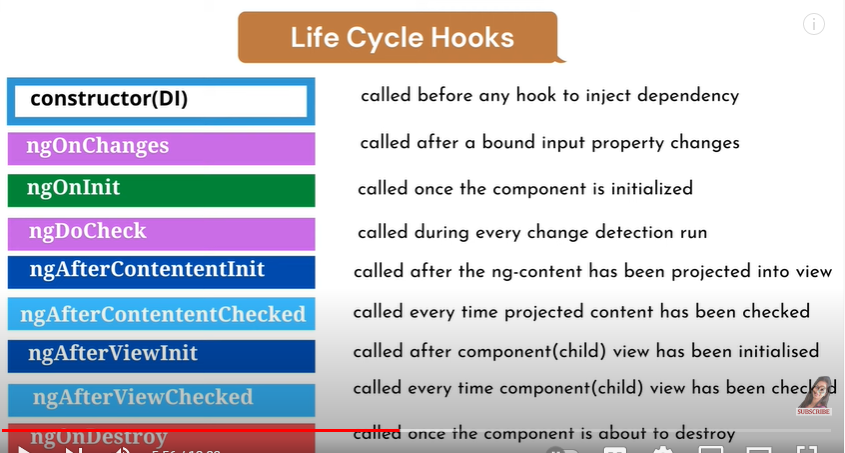 Life Cycle Hooks
constructor(DI) called before any hook to inject dependency
ngOnChanges called after a bound input property changes
ngOnInit called once the component is initialized
ngDoCheck called during every change detection run
ngAfterContententInit called after the ng-content has been projected into view
ngAfterContententChecked called every time projected content has been checked
ngAfterViewInit called after component(child) view has been initialised
ngAfterViewChecked called every time component(child) view has been checked
SUBSCRIBE
ngOnDestroy called once the component is about to destroy